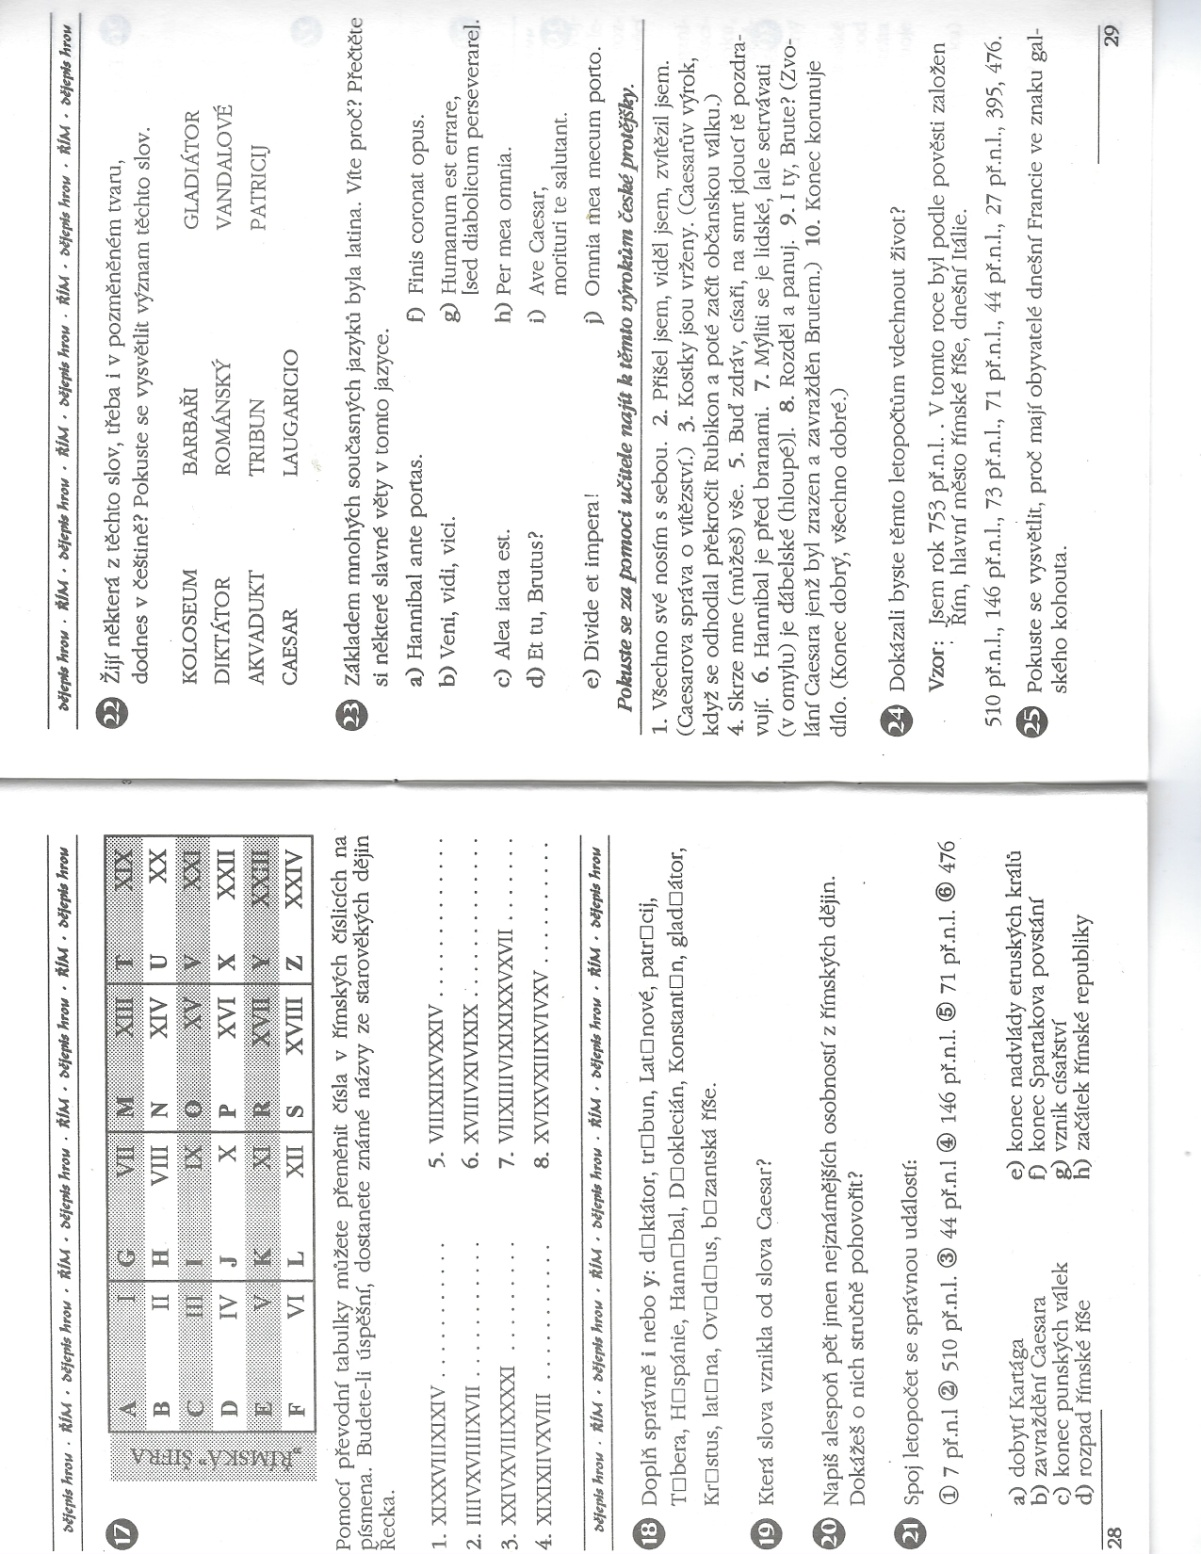 dějepis hrou · ŘÍM · dějepis hrou · ŘÍM · dějepis hrou · ŘÍM · dějepis hrou · ŘÍM · dějepis hrou · ŘÍM · dějepis hrou
17
„ŘÍMSKÁ" ŠIFRA
A I G VII M XIII T XIX
B II H VIII N XIV U XX
C III I IX O XV V XXI
D IV J X P XVI X XXII
E V K XI R XVII Y XXIII
F VI L XII S XVIII Z XXIV
Pomocí převodní tabulky můžete přeměnit čísla v římských číslicích na
písmena. Budete-li úspěšní, dostanete známé názvy ze starověkých dějin
Řecka.
1. XIXXVIIXIXIV . . . . . . . . . . . . .
2. IIIIVXVIIIIXVII . . . . . . . . . .
3. XXIVXVIIXXXXI . . . . . . . . .
4. XIXIXIIVXVIII . . . . . . . . . . .
5. VIIXIIXVXXIV . . . . . . . . . . . . . . .
6. XVIIVXIVIXIX . . . . . . . . . . . . . .
7. VIIXIIIVIXIXIXXVXVII . . . . . . .
8. XVIXVXIIIXVIVXV . . . . . . . . . .
dějepis hrou · ŘÍM · dějepis hrou · ŘÍM · dějepis hrou · ŘÍM · dějepis hrou · ŘÍM · dějepis hrou · ŘÍM · dějepis hrou
18 Doplň správně i nebo y: d□ktátor, tr□bun, Lat□nové, patr□cij,
T□bera, H□spánie, Hann□bal, D□oklecián, Konstant□n, glad□átor,
Kr□stus, lat□na, Ov□d□us, b□zantská říše.
19 Která slova vznikla od slova Caesar?
20 Napiš alespoň pět jmen nejznámějších osobností z římských dějin.
Dokážeš o nich stručně pohovořit?
21 Spoj letopočet se správnou událostí:
① 7 př.n.l ② 510 př.n.l. ③ 44 př.n.l ④ 146 př.n.l. ⑤ 71 př.n.l. ⑥ 476
a) dobytí Kartága
b) zavraždění Caesara
c) konec punských válek
d) rozpad římské říše
e) konec nadvlády etruských králů
f) konec Spartakova povstání
g) vznik císařství
h) začátek římské republiky
28
dějepis hrou · ŘÍM · dějepis hrou · ŘÍM · dějepis hrou · ŘÍM · dějepis hrou · ŘÍM · dějepis hrou · ŘÍM · dějepis hrou
22 Žijí některá z těchto slov, třeba i v pozměněném tvaru,
dodnes v češtině? Pokuste se vysvětlit význam těchto slov.
KOLOSEUM BARBAŘI GLADIÁTOR
DIKTÁTOR ROMÁNSKÝ VANDALOVÉ
AKVADUKT TRIBUN PATRICIJ
CAESAR LAUGARICIO
23 Základem mnohých současných jazyků byla latina. Víte proč? Přečtěte
si některé slavné věty v tomto jazyce.
a) Hannibal ante portas.
b) Veni, vidi, vici.
c) Alea iacta est.
d) Et tu, Brutus?
e) Divide et impera!
f) Finis coronat opus.
g) Humanum est errare,
[sed diabolicum perseverare].
h) Per mea omnia.
i) Ave Caesar,
morituri te salutant.
j) Omnia mea mecum porto.
Pokuste se za pomoci učitele najít k těmto výrokům české protějšky.
1. Všechno své nosím s sebou. 2. Přišel jsem, viděl jsem, zvítězil jsem.
(Caesarova správa o vítězství.) 3. Kostky jsou vrženy. (Caesarův výrok,
když se odhodlal překročit Rubikon a poté začít občanskou válku.)
4. Skrze mne (můžeš) vše. 5. Buď zdráv, císaři, na smrt jdoucí tě pozdra-
vují. 6. Hannibal je před branami. 7. Mýliti se je lidské, [ale setrvávati
(v omylu) je ďábelské (hloupé)]. 8. Rozděl a panuj. 9. I ty, Brute? (Zvo-
lání Caesara jenž byl zrazen a zavražděn Brutem.) 10. Konec korunuje
dílo. (Konec dobrý, všechno dobré.)
24 Dokázali byste těmto letopočtům vdechnout život?
Vzor: Jsem rok 753 př.n.l. . V tomto roce byl podle pověsti založen
Řím, hlavní město římské říše, dnešní Itálie.
510 př.n.l., 146 př.n.l., 73 př.n.l., 71 př.n.l., 44 př.n.l., 27 př.n.l., 395, 476.
25 Pokuste se vysvětlit, proč mají obyvatelé dnešní Francie ve znaku gal-
ského kohouta.
29